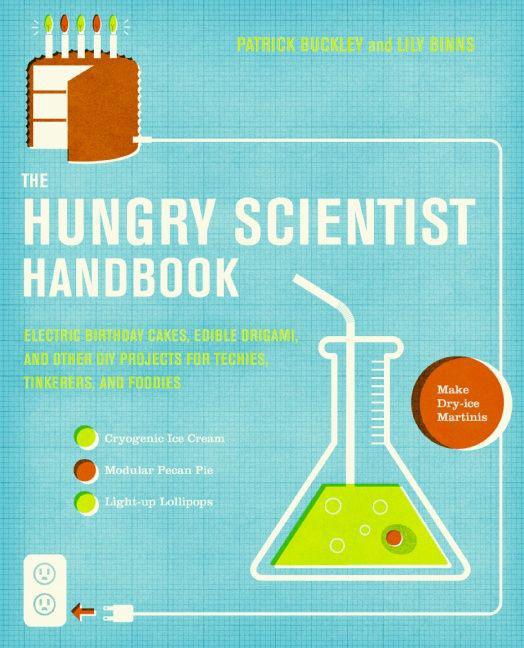 PATRICK BUCKLEY and LILY BINNS
THE
HUNGRY SCIENTIST
HANDBOOK
ELECTRIC BIRTHDAY CAKES, EDIBLE ORIGAMI,
AND OTHER DIY PROJECTS FOR TECHIES,
TINKERERS, AND FOODIES
Make
Dry-ice
Martinis
Cryogenic Ice Cream
Modular Pecan Pie
Light-up Lollipops